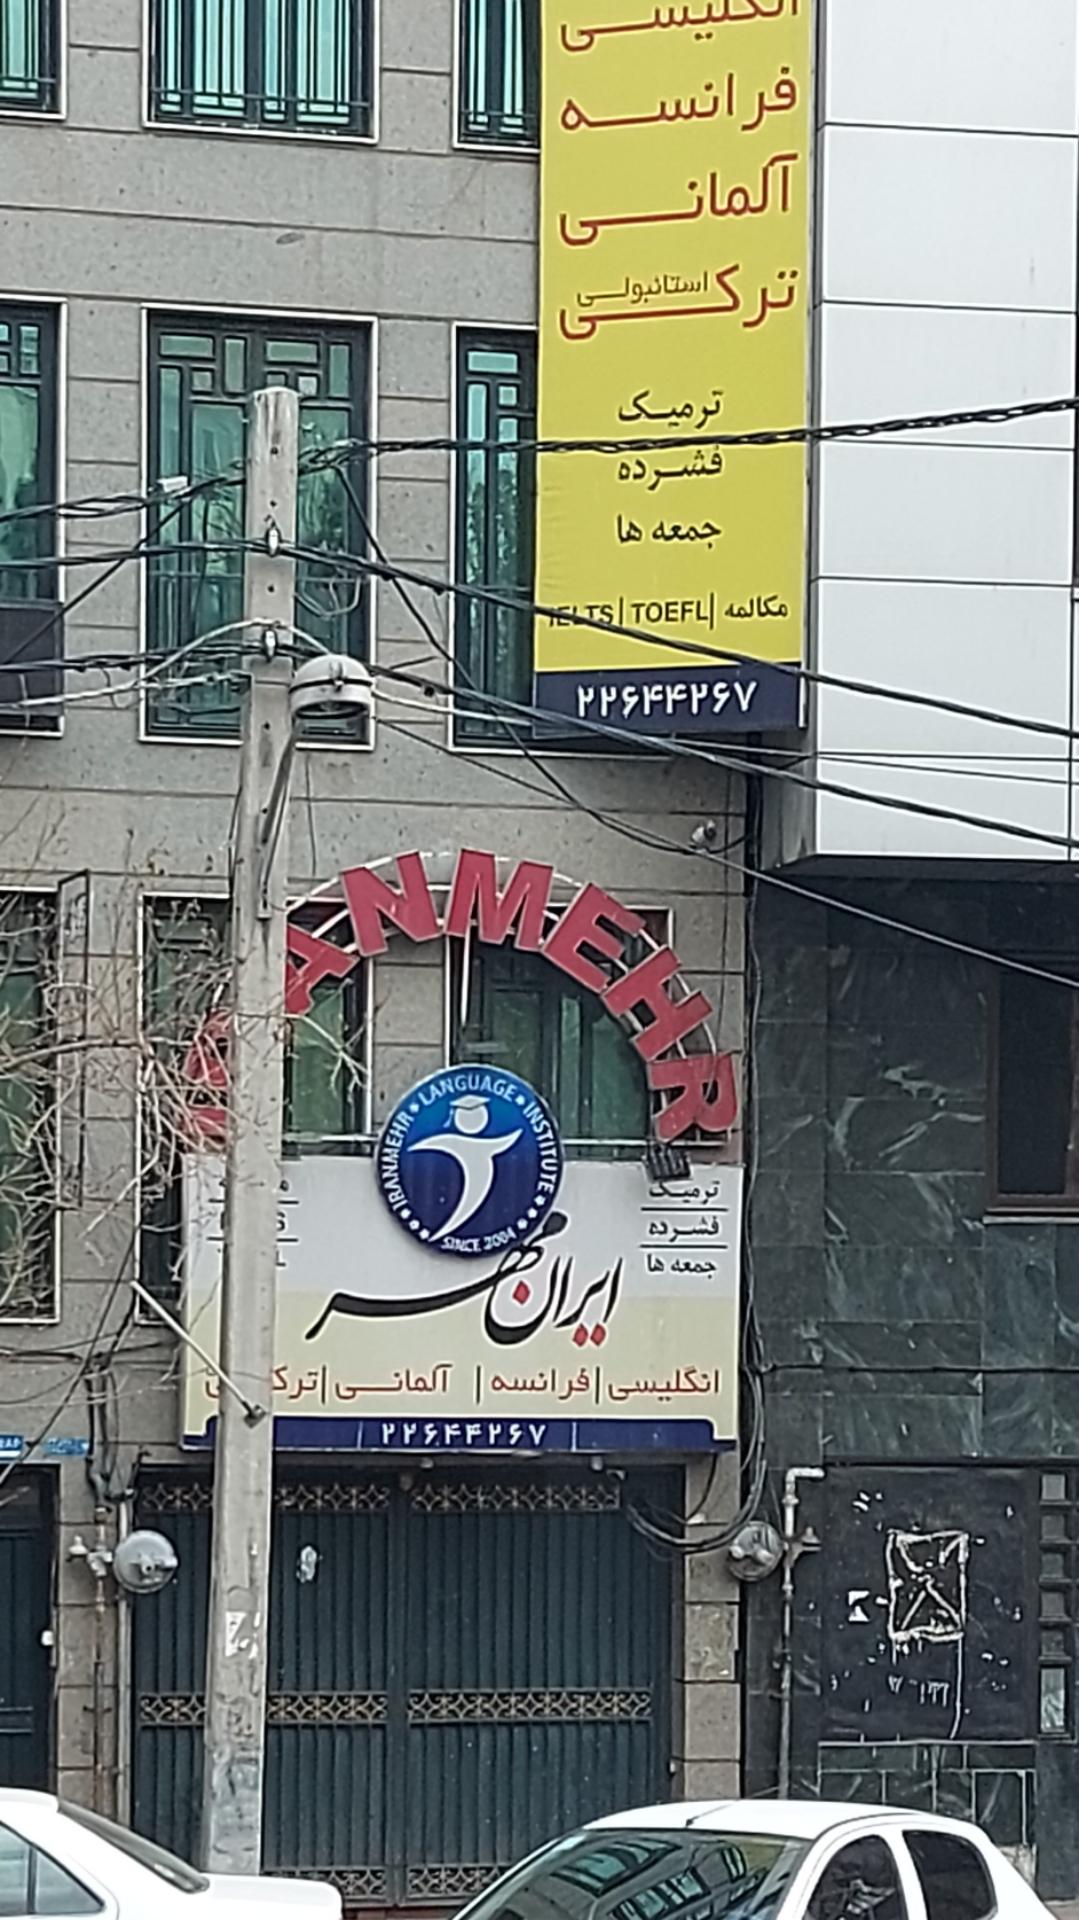 انگلیسی
فرانسه
آلمانی
ترکی استانبولی
ترمیک
فشرده
جمعه ها
IELTS | TOEFL | مکالمه
۲۲۶۴۴۲۶۷
ANMEHR
IRANMEHR • LANGUAGE • INSTITUTE
SINCE 2004
ترمیک
فشرده
جمعه ها
ایران مهر
انگلیسی | فرانسه | آلمانی | ترکی
۲۲۶۴۴۲۶۷